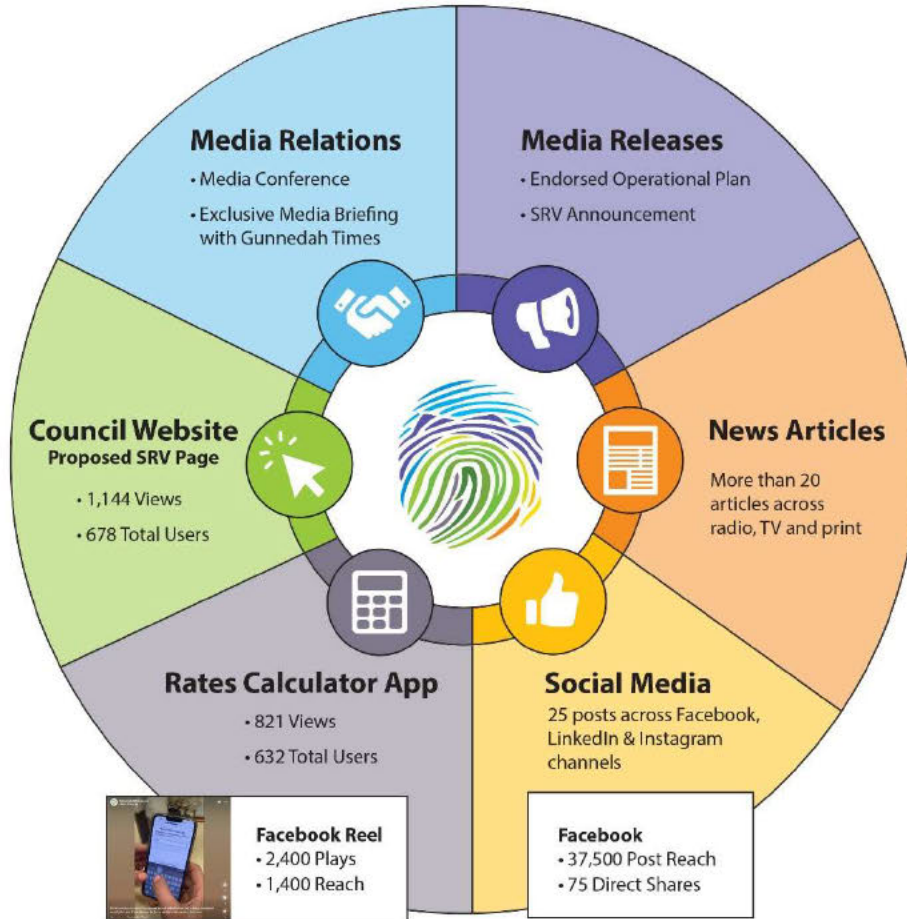 Media Relations
• Media Conference
• Exclusive Media Briefing
with Gunnedah Times
Media Releases
• Endorsed Operational Plan
• SRV Announcement
Council Website
Proposed SRV Page
• 1,144 Views
• 678 Total Users
News Articles
More than 20
articles across
radio, TV and print
Rates Calculator App
• 821 Views
• 632 Total Users
Social Media
25 posts across Facebook,
LinkedIn & Instagram
channels
Facebook Reel
• 2,400 Plays
• 1,400 Reach
Facebook
• 37,500 Post Reach
• 75 Direct Shares